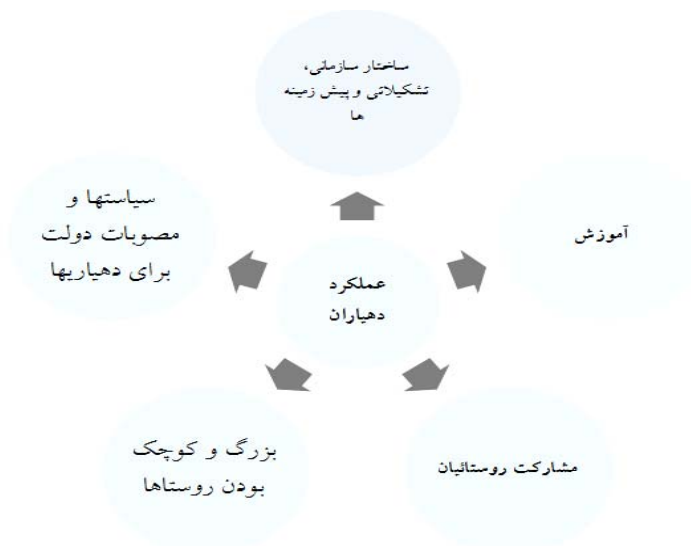 ساختار سازمانی،
تشکیلاتی و پیش زمینه
ها
آموزش
سیاستها و
مصوبات دولت
برای دهیاریها
عملکرد
دهیاران
مشارکت روستائیان
بزرگ و کوچک
بودن روستاها